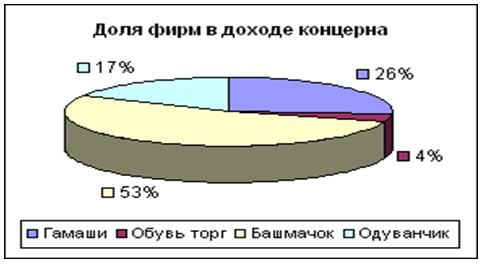 Доля фирм в доходе концерна
17%
26%
4%
53%
Гамаши Обувь торг Башмачок Одуванчик